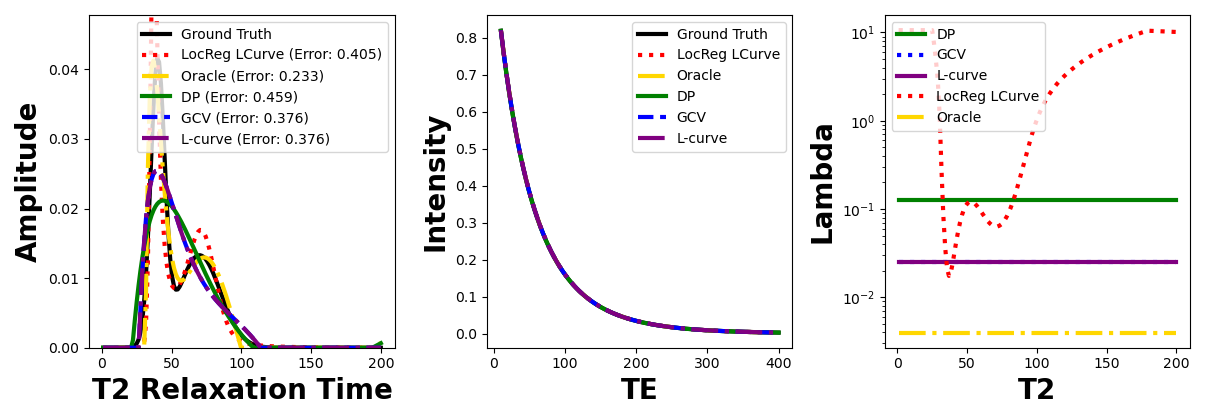 Amplitude
0.00
0.01
0.02
0.03
0.04
0
50
100
150
200
T2 Relaxation Time
Ground Truth
LocReg LCurve (Error: 0.405)
Oracle (Error: 0.233)
DP (Error: 0.459)
GCV (Error: 0.376)
L-curve (Error: 0.376)
Intensity
0.0
0.1
0.2
0.3
0.4
0.5
0.6
0.7
0.8
0
100
200
300
400
TE
Ground Truth
LocReg LCurve
Oracle
DP
GCV
L-curve
Lambda
10⁻²
10⁻¹
10⁰
10¹
0
50
100
150
200
T2
DP
GCV
L-curve
LocReg LCurve
Oracle